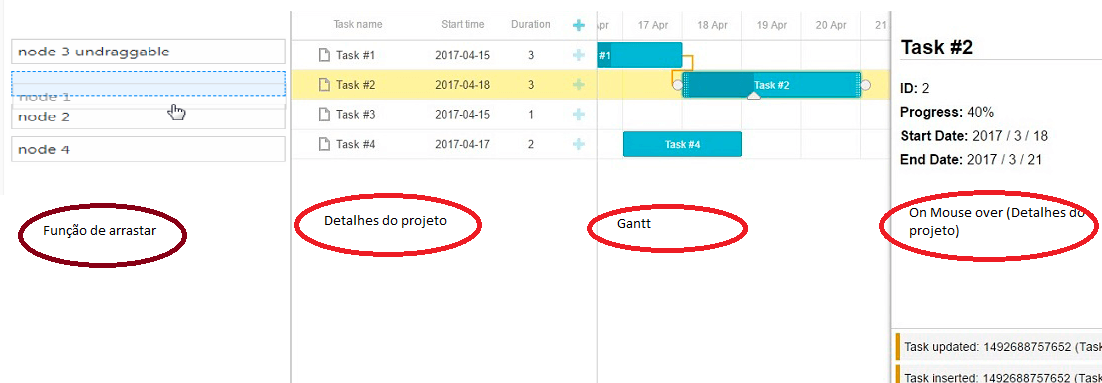 node 3 undraggable
node 1
node 2
node 4
Função de arrastar
Task name Start time Duration
Task #1 2017-04-15 3
Task #2 2017-04-18 3
Task #3 2017-04-15 1
Task #4 2017-04-17 2
Detalhes do projeto
pr 17 Apr 18 Apr 19 Apr 20 Apr 21
#1
Task #2
Task #4
Gantt
Task #2
ID: 2
Progress: 40%
Start Date: 2017 / 3 / 18
End Date: 2017 / 3 / 21
On Mouse over (Detalhes do
projeto)
Task updated: 1492688757652 (Task
Task inserted: 1492688757652 (Task